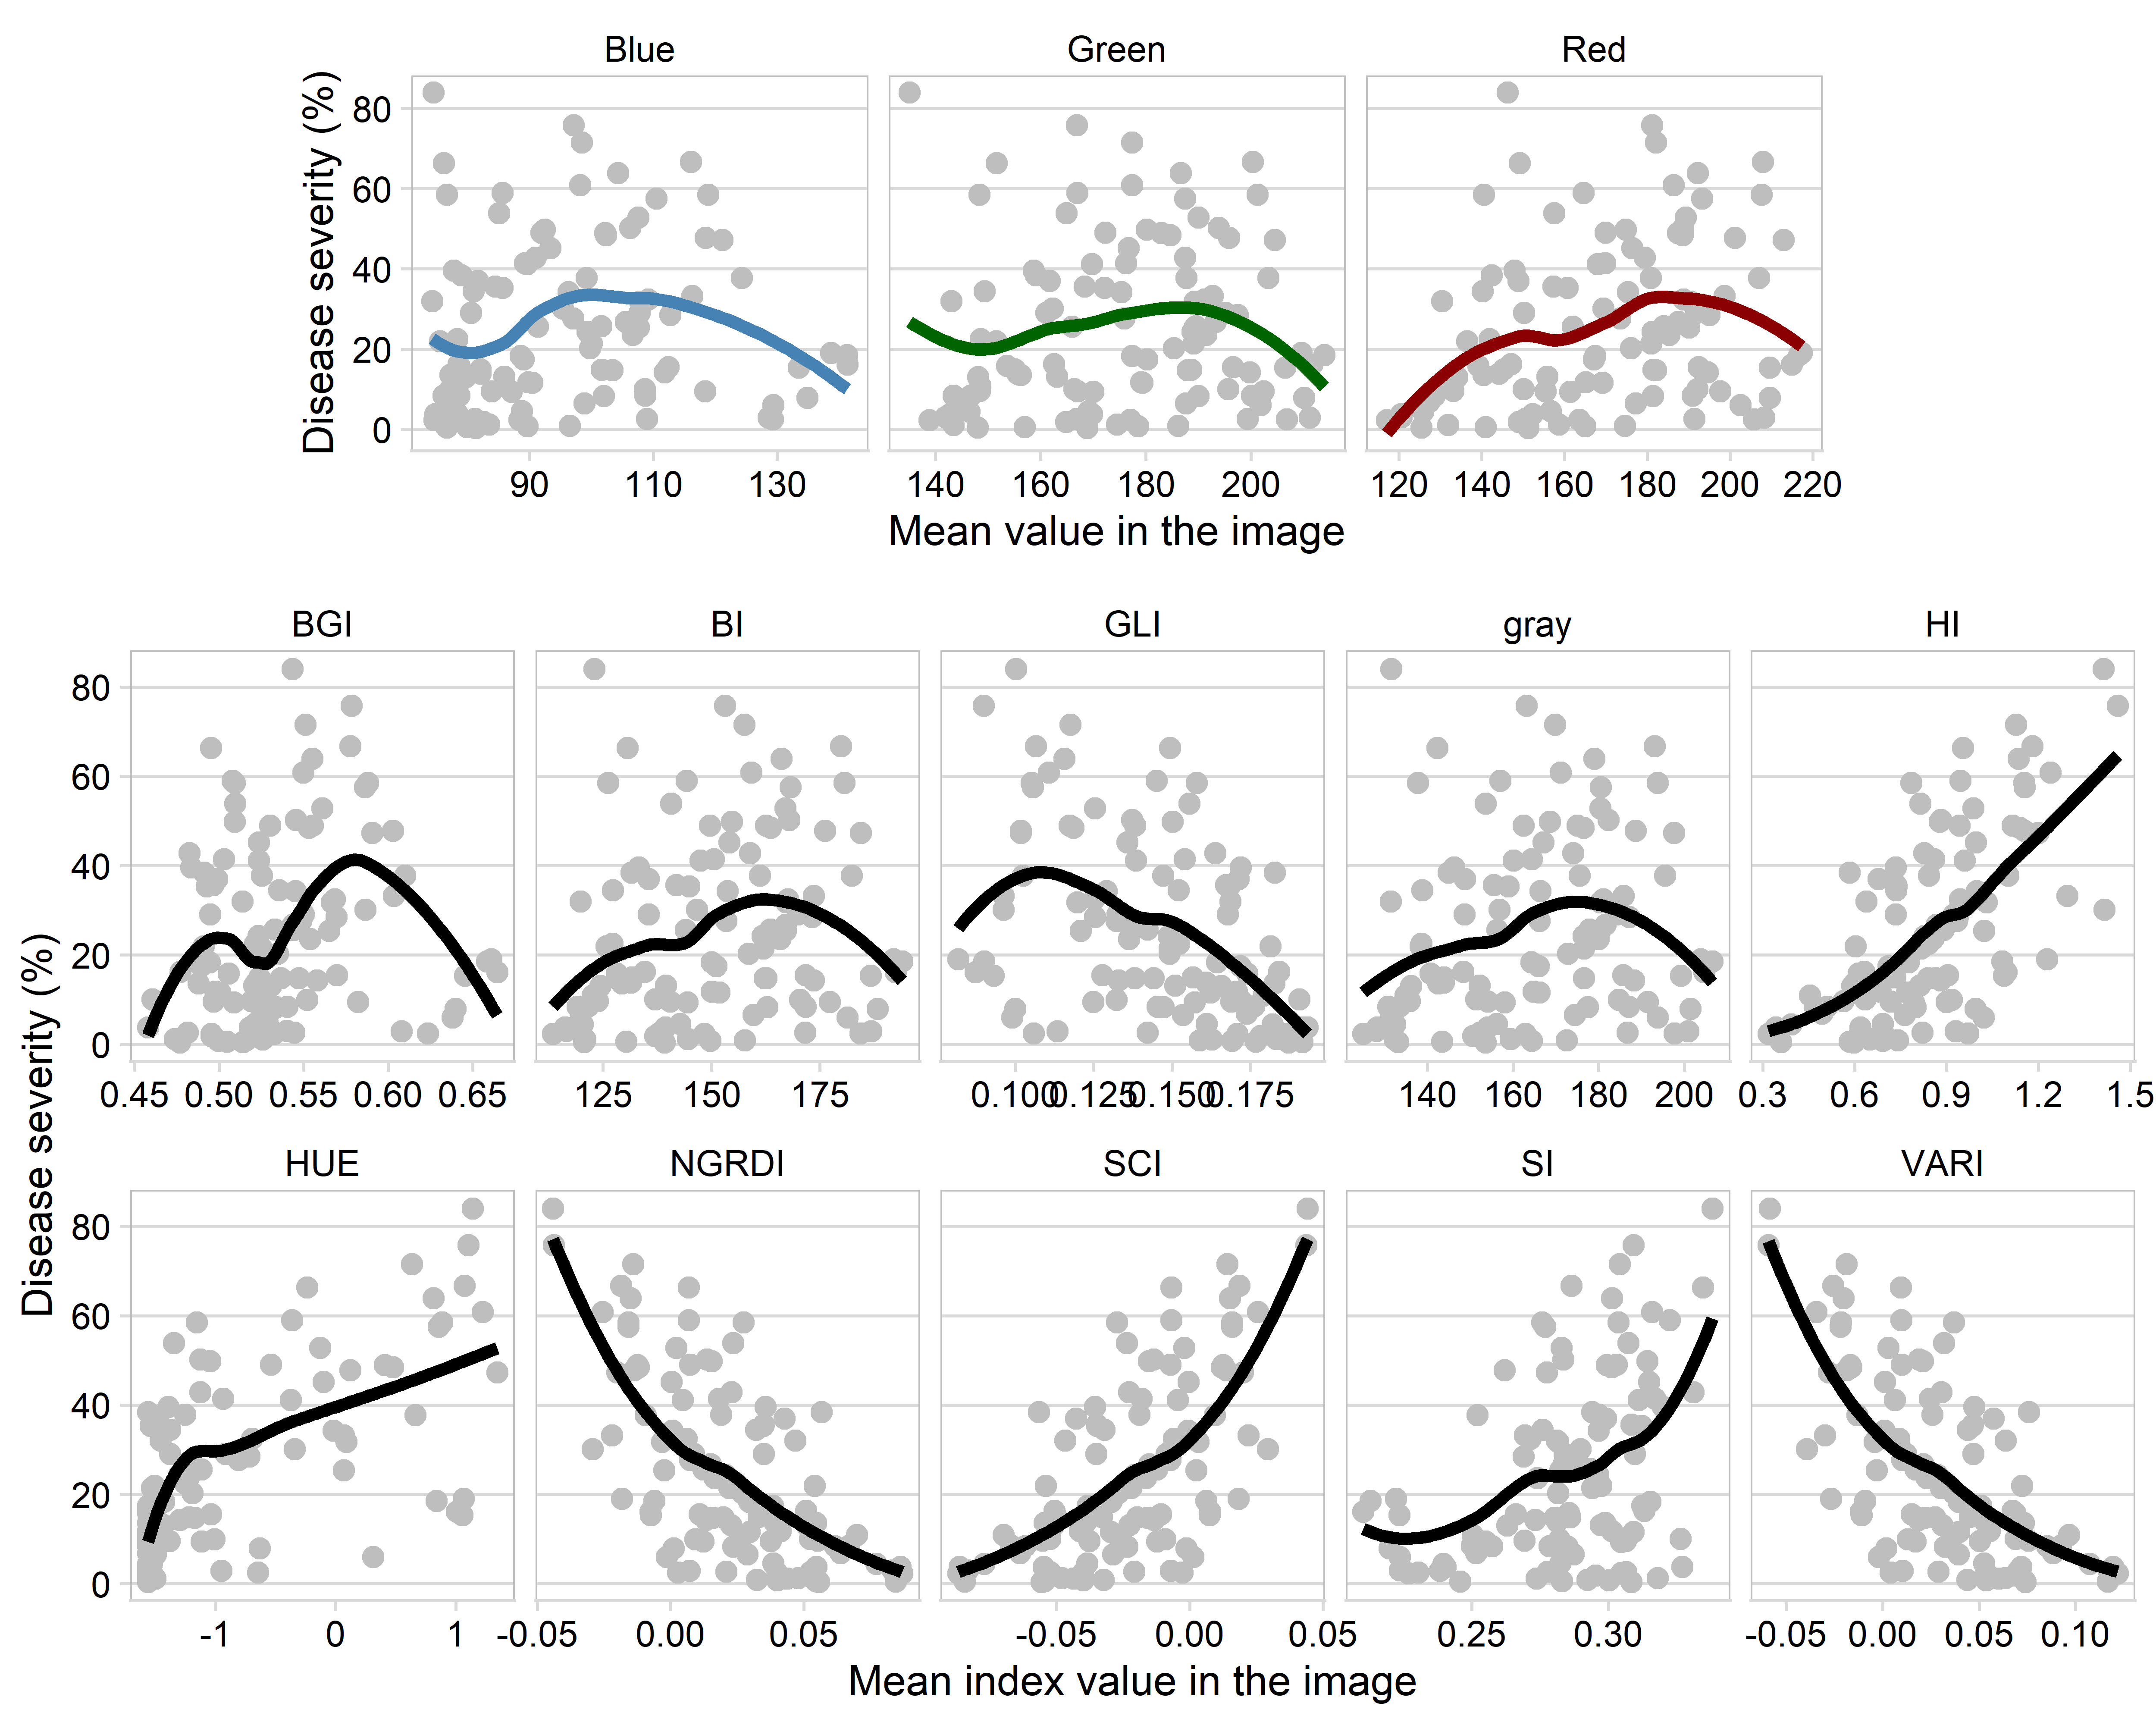 Blue Green Red
Disease severity (%)
80
60
40
20
0
90 110 130 140 160 180 200 120 140 160 180 200 220
Mean value in the image
BGI BI GLI gray HI
80
60
40
20
0
0.45 0.50 0.55 0.60 0.65 125 150 175 0.100 0.125 0.150 0.175 140 160 180 200 0.3 0.6 0.9 1.2 1.5
Disease severity (%)
HUE NGRDI SCI SI VARI
80
60
40
20
0
-1 0 1 -0.05 0.00 0.05 -0.05 0.00 0.05 0.25 0.30 -0.05 0.00 0.05 0.10
Mean index value in the image